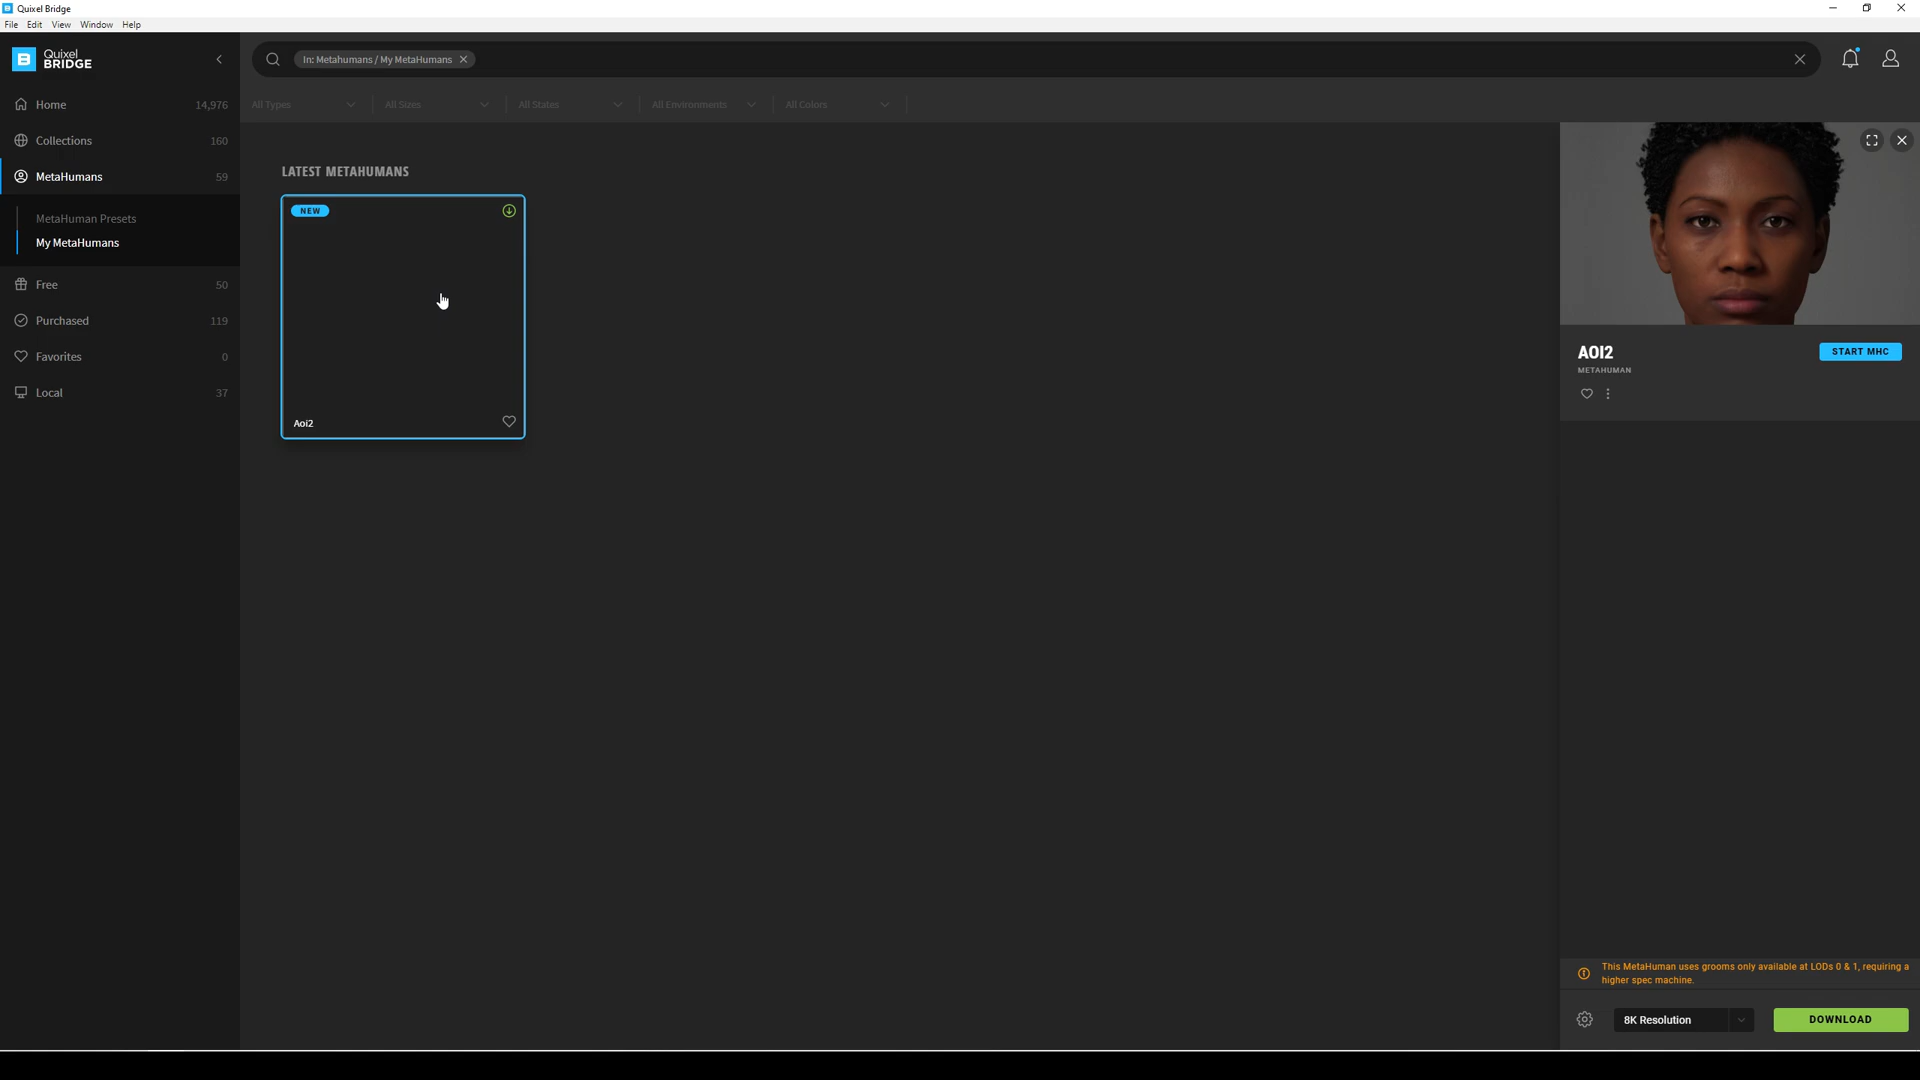 Quixel Bridge
File Edit View Window Help
Quixel
BRIDGE
In: Metahumans / My MetaHumans
Home 14,976
All Types All Sizes All States All Environments All Colors
Collections 160
MetaHumans 59
MetaHuman Presets
My MetaHumans
Free 50
Purchased 119
Favorites 0
Local 37
LATEST METAHUMANS
NEW
Aoi2
AOI2
START MHC
METAHUMAN
This MetaHuman uses grooms only available at LODs 0 & 1, requiring a
higher spec machine.
8K Resolution
DOWNLOAD